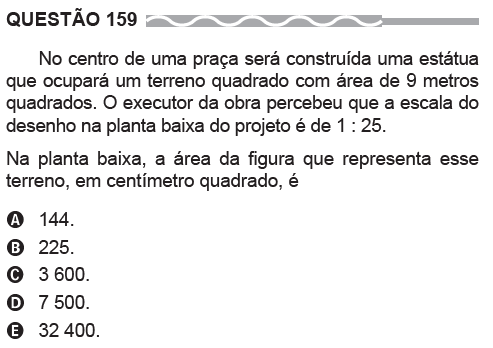 QUESTÃO 159
No centro de uma praça será construída uma estátua
que ocupará um terreno quadrado com área de 9 metros
quadrados. O executor da obra percebeu que a escala do
desenho na planta baixa do projeto é de 1 : 25.
Na planta baixa, a área da figura que representa esse
terreno, em centímetro quadrado, é
A 144.
B 225.
C 3 600.
D 7 500.
E 32 400.